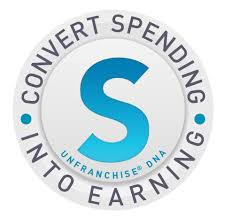 CONVERT SPENDING
S
UNFRANCHISE® DNA
INTO EARNING